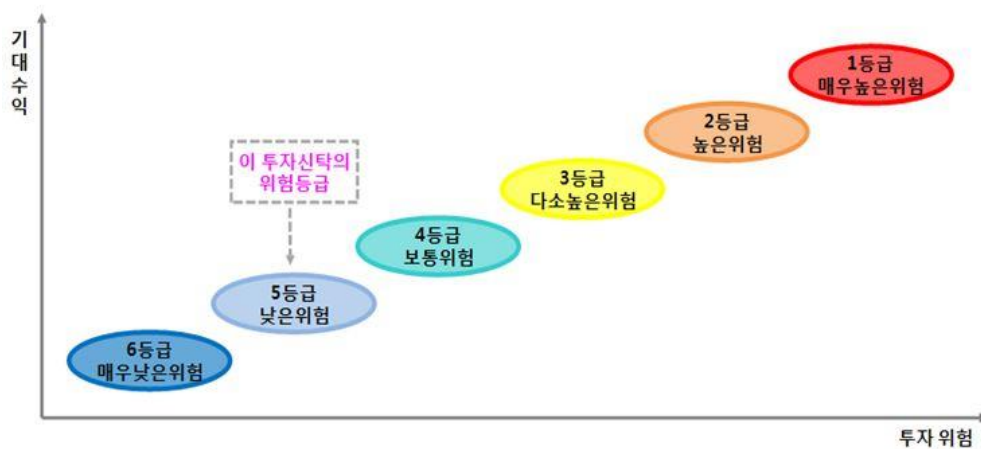 기
대
수
익
1등급
매우높은위험
2등급
높은위험
이 투자신탁의
위험등급
3등급
다소높은위험
4등급
보통위험
5등급
낮은위험
6등급
매우낮은위험
투자 위험